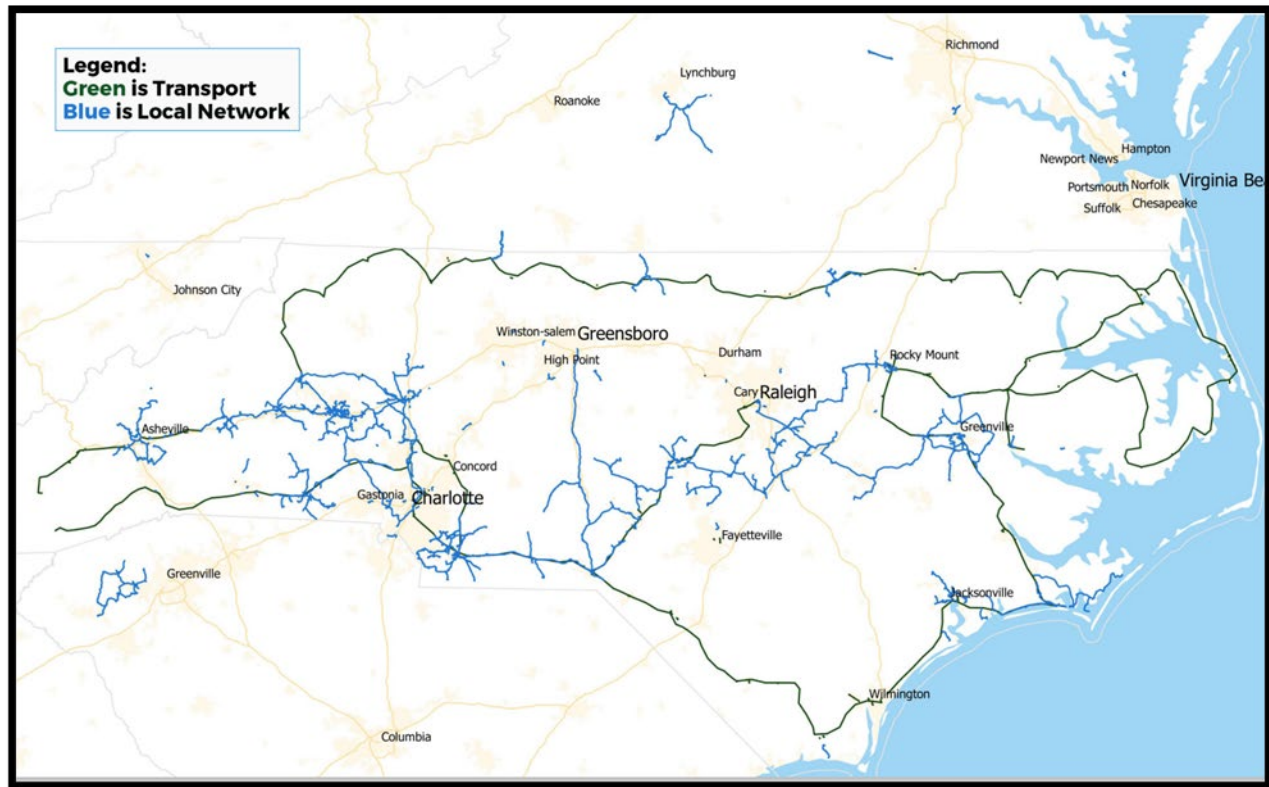 Legend:
Green is Transport
Blue is Local Network
Richmond
Lynchburg
Roanoke
Hampton
Newport News
Virginia Bea
Portsmouth
Norfolk
Suffolk
Chesapeake
Johnson City
Winston-salem
Greensboro
High Point
Durham
Rocky Mount
Cary
Raleigh
Asheville
Greenville
Concord
Gastonia
Charlotte
Fayetteville
Greenville
Jacksonville
Wilmington
Columbia